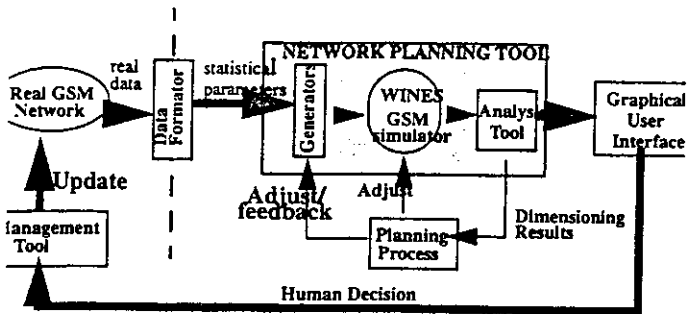 NETWORK PLANNING TOOL
real
data
statistical
parameters
Real GSM
Network
Data
Formator
Generators
WINES
GSM
simulator
Analys
Tool
Graphical
User
Interface
Update
Adjust/
feedback
Adjust
Management
Tool
Planning
Process
Dimensioning
Results
Human Decision